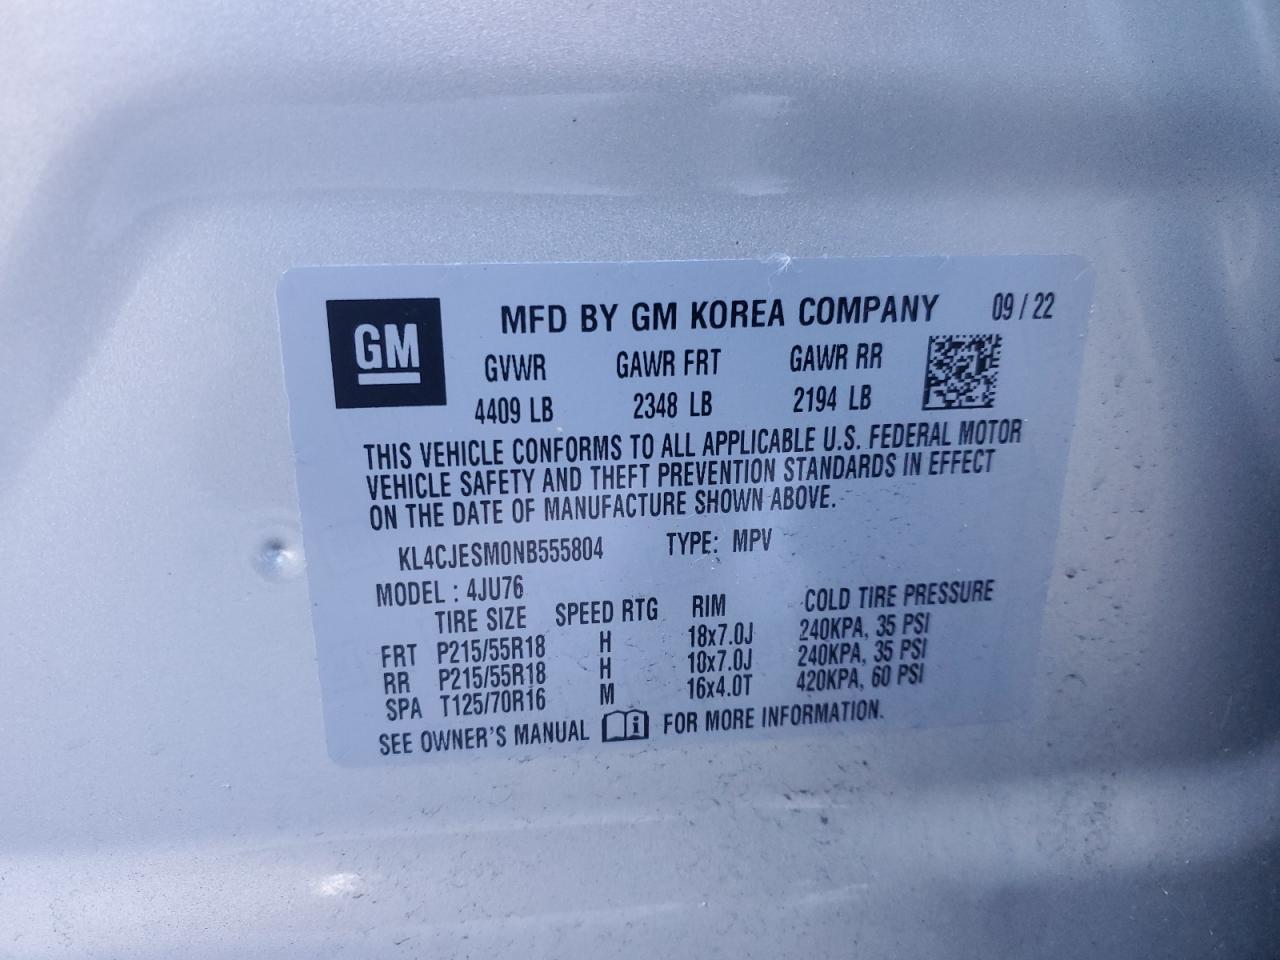 GM
MFD BY GM KOREA COMPANY 09 / 22
GVWR GAWR FRT GAWR RR
4409 LB 2348 LB 2194 LB
THIS VEHICLE CONFORMS TO ALL APPLICABLE U.S. FEDERAL MOTOR
VEHICLE SAFETY AND THEFT PREVENTION STANDARDS IN EFFECT
ON THE DATE OF MANUFACTURE SHOWN ABOVE.
KL4CJESM0NB555804 TYPE: MPV
MODEL : 4JU76
TIRE SIZE SPEED RTG RIM COLD TIRE PRESSURE
FRT P215/55R18 H 18x7.0J 240KPA, 35 PSI
RR P215/55R18 H 18x7.0J 240KPA, 35 PSI
SPA T125/70R16 M 16x4.0T 420KPA, 60 PSI
SEE OWNER'S MANUAL FOR MORE INFORMATION.